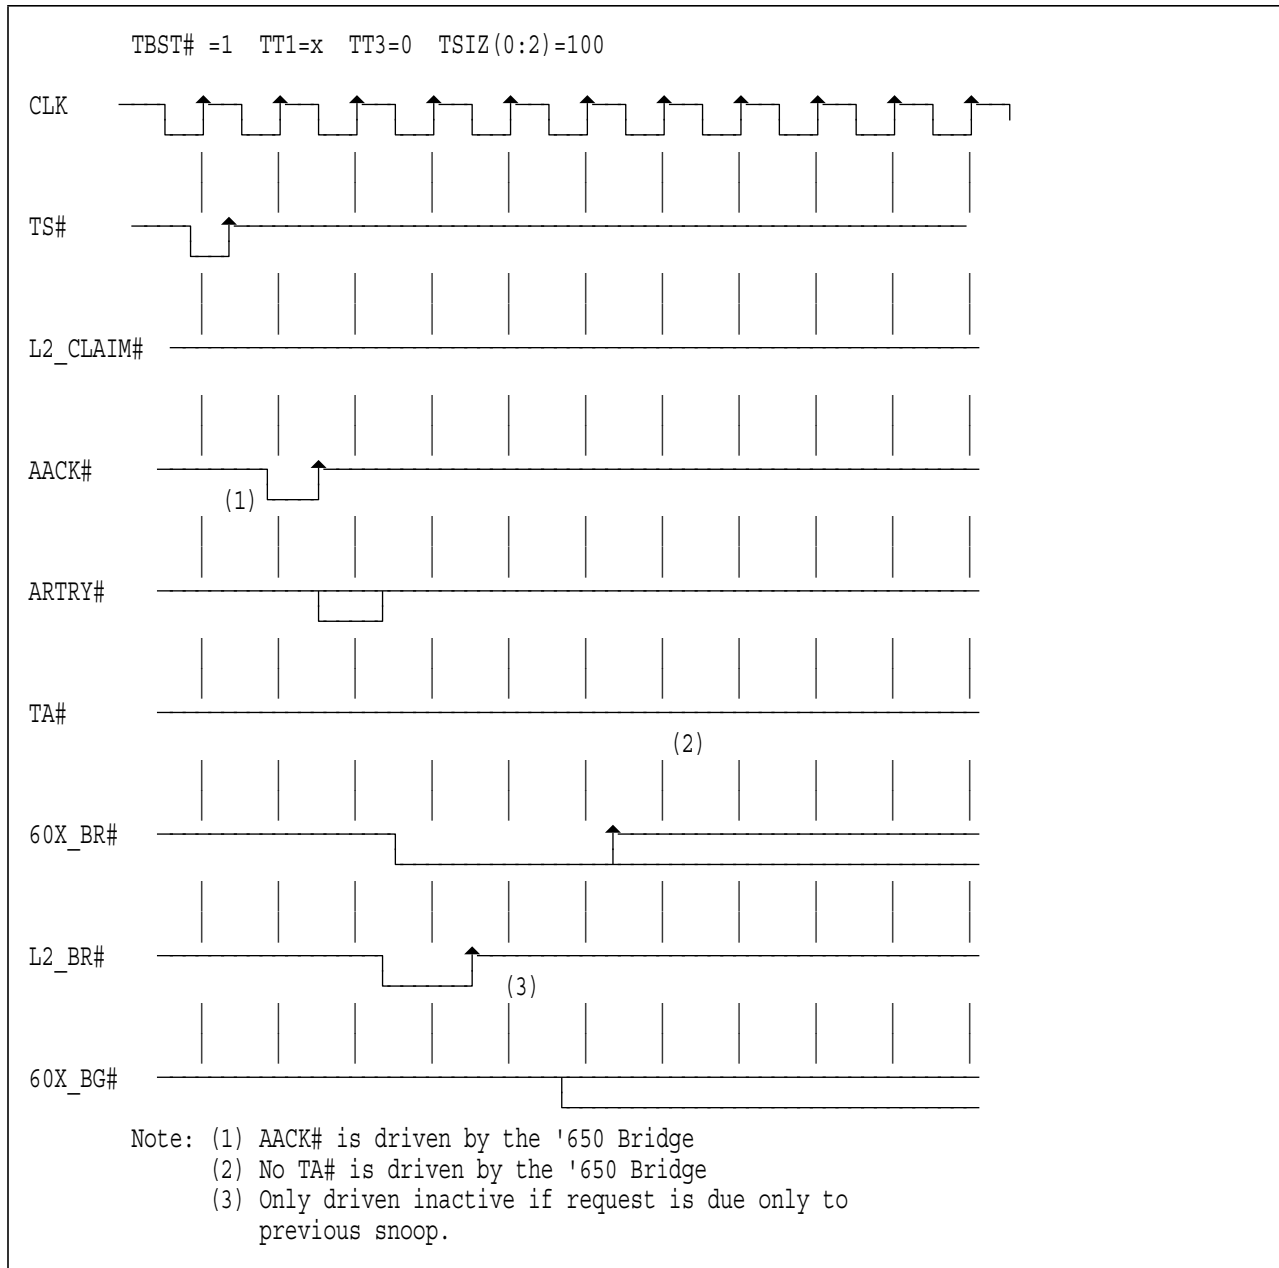 TBST# =1 TT1=x TT3=0 TSIZ(0:2)=100
CLK
TS#
L2_CLAIM#
AACK#
(1)
ARTRY#
TA#
(2)
60X_BR#
L2_BR#
(3)
60X_BG#
Note: (1) AACK# is driven by the '650 Bridge
(2) No TA# is driven by the '650 Bridge
(3) Only driven inactive if request is due only to
previous snoop.